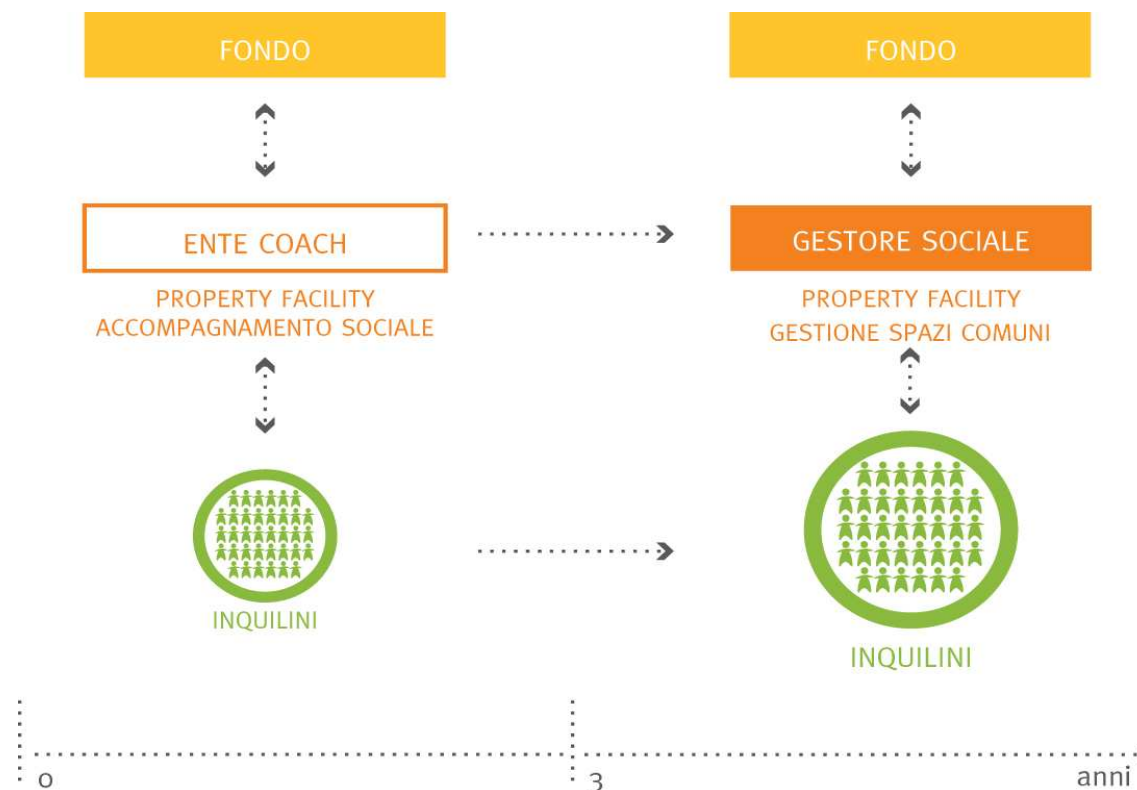 FONDO
FONDO
ENTE COACH
GESTORE SOCIALE
PROPERTY FACILITY
ACCOMPAGNAMENTO SOCIALE
PROPERTY FACILITY
GESTIONE SPAZI COMUNI
INQUILINI
INQUILINI
0
3
anni